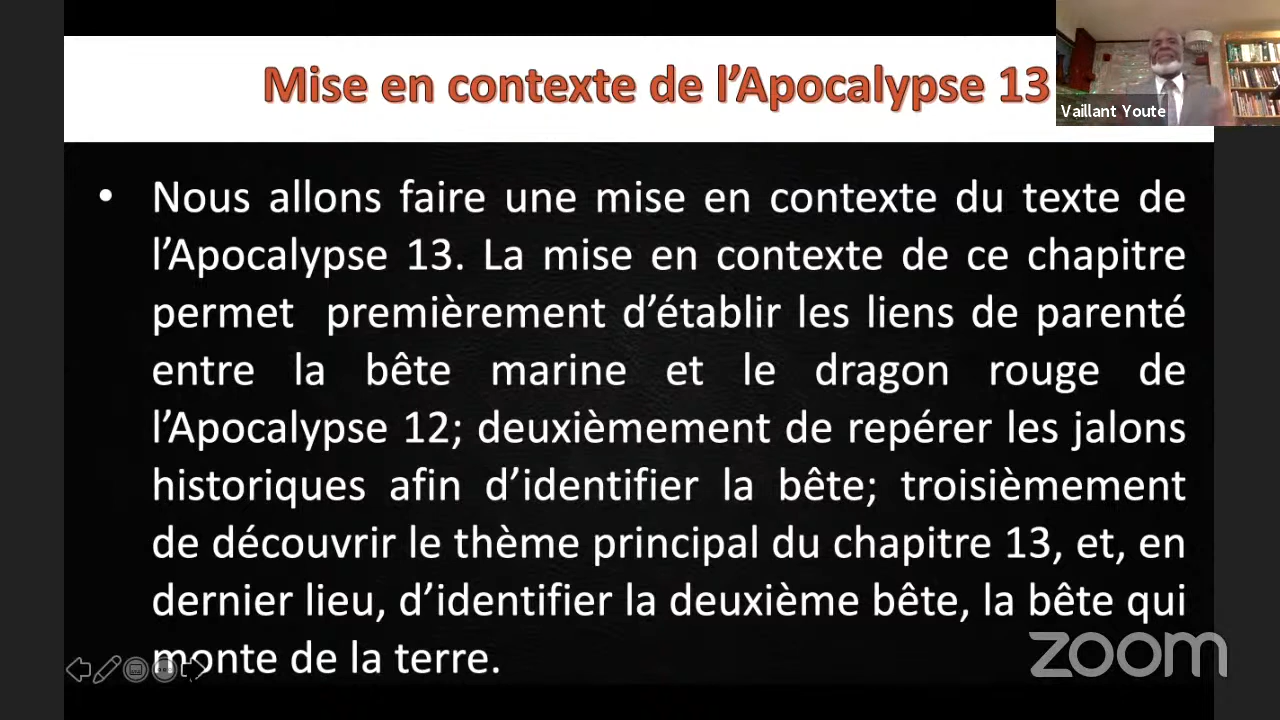 Mise en contexte de l’Apocalypse 13
Vaillant Youte
• Nous allons faire une mise en contexte du texte de
l’Apocalypse 13. La mise en contexte de ce chapitre
permet premièrement d’établir les liens de parenté
entre la bête marine et le dragon rouge de
l’Apocalypse 12; deuxièmement de repérer les jalons
historiques afin d’identifier la bête; troisièmement
de découvrir le thème principal du chapitre 13, et, en
dernier lieu, d’identifier la deuxième bête, la bête qui
monte de la terre.
zoom